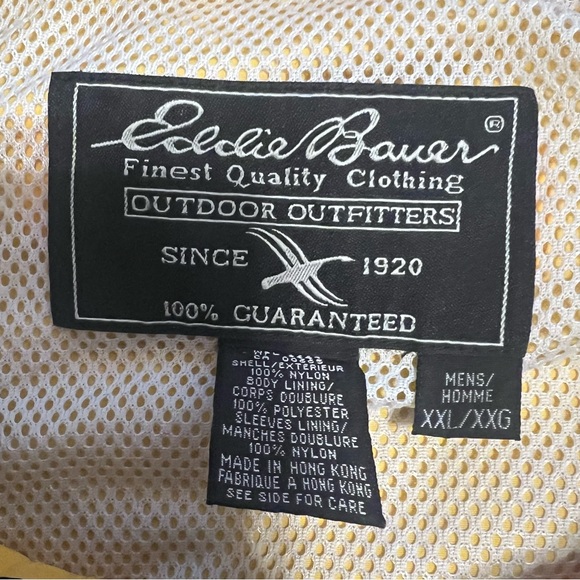 Eddie Bauer ®
Finest Quality Clothing
OUTDOOR OUTFITTERS
SINCE 1920
100% GUARANTEED
SHELL/EXTERIEUR
100% NYLON
BODY LINING/
CORPS DOUBLURE
100% POLYESTER
SLEEVES LINING/
MANCHES DOUBLURE
100% NYLON
MADE IN HONG KONG
FABRIQUE A HONG KONG
SEE SIDE FOR CARE
MENS/
HOMME
XXL/XXG